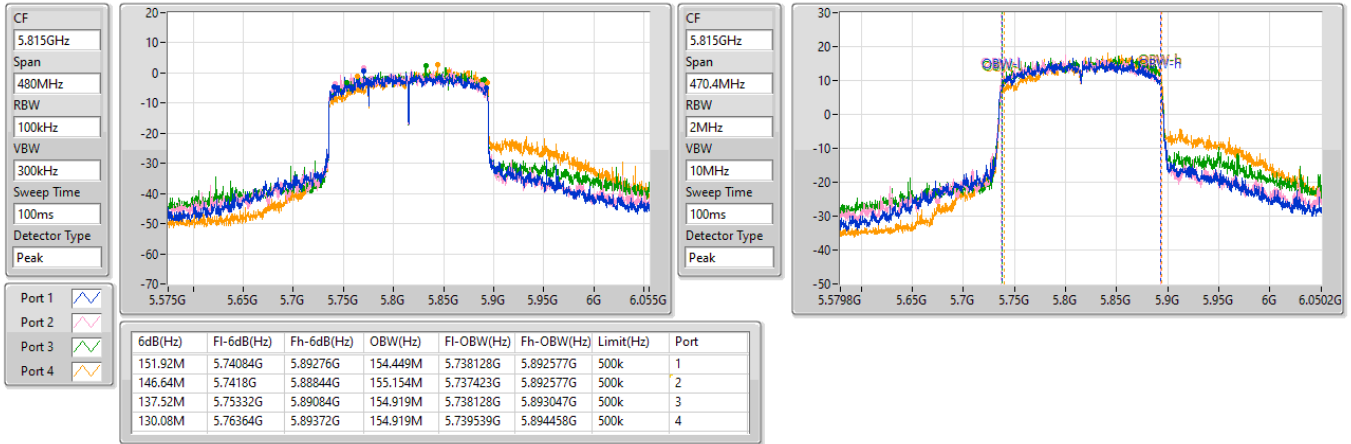 CF
5.815GHz
Span
480MHz
RBW
100kHz
VBW
300kHz
Sweep Time
100ms
Detector Type
Peak
20
10
0
-10
-20
-30
-40
-50
-60
-70
5.575G 5.65G 5.7G 5.75G 5.8G 5.85G 5.9G 5.95G 6G 6.055G
CF
5.815GHz
Span
470.4MHz
RBW
2MHz
VBW
10MHz
Sweep Time
100ms
Detector Type
Peak
30
20
10
0
-10
-20
-30
-40
-50
OBW-l OBW-h
5.5798G 5.65G 5.7G 5.75G 5.8G 5.85G 5.9G 5.95G 6G 6.0502G
Port 1
Port 2
Port 3
Port 4
6dB(Hz) Fl-6dB(Hz) Fh-6dB(Hz) OBW(Hz) Fl-OBW(Hz) Fh-OBW(Hz) Limit(Hz) Port
151.92M 5.74084G 5.89276G 154.449M 5.738128G 5.892577G 500k 1
146.64M 5.7418G 5.88844G 155.154M 5.737423G 5.892577G 500k 2
137.52M 5.75332G 5.89084G 154.919M 5.738128G 5.893047G 500k 3
130.08M 5.76364G 5.89372G 154.919M 5.739539G 5.894458G 500k 4